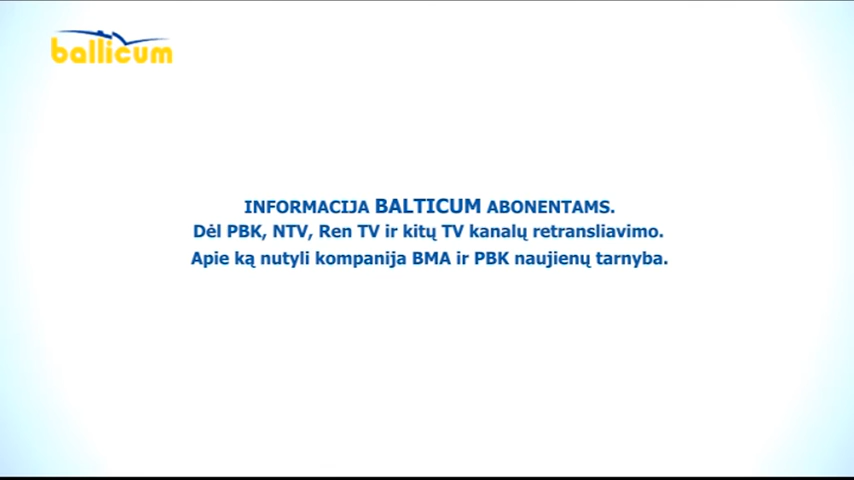 balticum
INFORMACIJA BALTICUM ABONENTAMS.
Dėl PBK, NTV, Ren TV ir kitų TV kanalų retransliavimo.
Apie ką nutyli kompanija BMA ir PBK naujienų tarnyba.